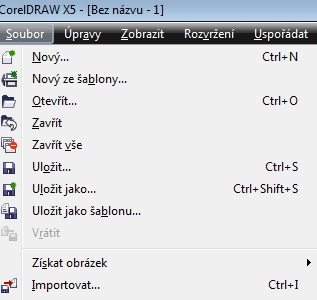 CorelDRAW X5 - [Bez názvu - 1]
Soubor Úpravy Zobrazit Rozvržení Uspořádat
Nový... Ctrl+N
Nový ze šablony...
Otevřít... Ctrl+O
Zavřít
Zavřít vše
Uložit... Ctrl+S
Uložit jako... Ctrl+Shift+S
Uložit jako šablonu...
Vrátit
Získat obrázek
Importovat... Ctrl+I